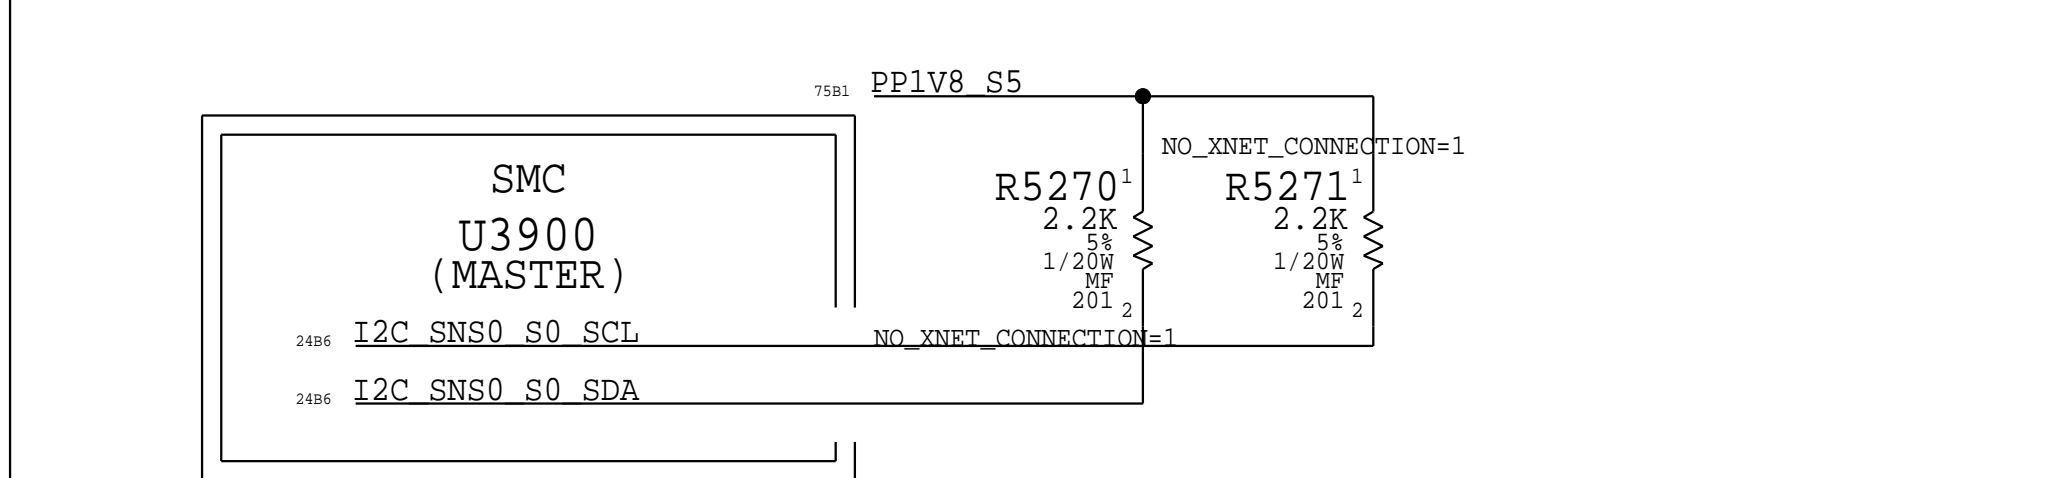 75B1 PP1V8_S5
NO_XNET_CONNECTION=1
SMC
U3900
(MASTER)
R5270 1
2.2K
5%
1/20W
MF
201 2
R5271 1
2.2K
5%
1/20W
MF
201 2
24B6 I2C_SNS0_S0_SCL
NO_XNET_CONNECTION=1
24B6 I2C_SNS0_S0_SDA